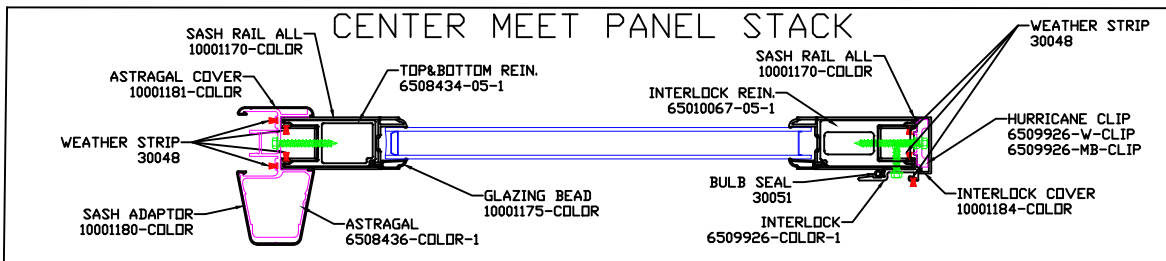 CENTER MEET PANEL STACK
SASH RAIL ALL
10001170-COLOR
ASTRAGAL COVER
10001181-COLOR
TOP&BOTTOM REIN.
6508434-05-1
WEATHER STRIP
30048
SASH ADAPTOR
10001180-COLOR
ASTRAGAL
6508436-COLOR-1
GLAZING BEAD
10001175-COLOR
SASH RAIL ALL
10001170-COLOR
INTERLOCK REIN.
65010067-05-1
WEATHER STRIP
30048
HURRICANE CLIP
6509926-W-CLIP
6509926-MB-CLIP
BULB SEAL
30051
INTERLOCK
6509926-COLOR-1
INTERLOCK COVER
10001184-COLOR